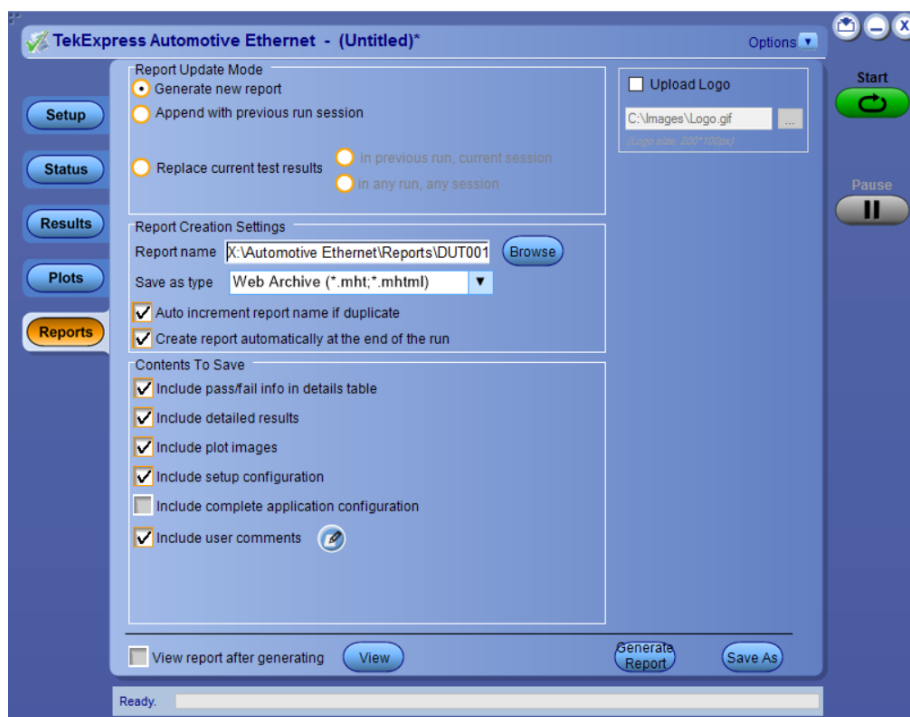 TekExpress Automotive Ethernet - (Untitled)*
Options
Setup
Status
Results
Plots
Reports
Report Update Mode
Generate new report
Append with previous run session
Replace current test results
In previous run, current session
In any run, any session
Upload Logo
C:\Images\Logo.gif
...
(Logo size: 200*100px)
Start
Pause
Report Creation Settings
Report name X:\Automotive Ethernet\Reports\DUT001
Browse
Save as type Web Archive (*.mht;*.mhtml)
Auto increment report name if duplicate
Create report automatically at the end of the run
Contents To Save
Include pass/fail info in details table
Include detailed results
Include plot images
Include setup configuration
Include complete application configuration
Include user comments
View report after generating
View
Generate
Report
Save As
Ready.